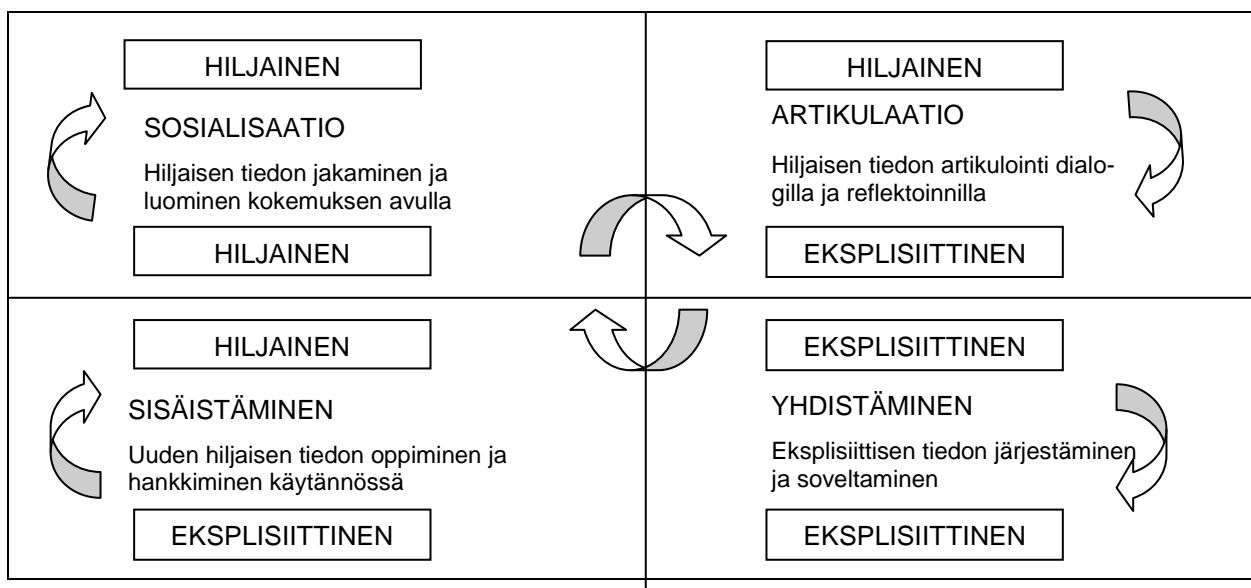 HILJAINEN
SOSIALISAATIO
Hiljaisen tiedon jakaminen ja
luominen kokemuksen avulla
HILJAINEN
HILJAINEN
ARTIKULAATIO
Hiljaisen tiedon artikulointi dialo-
gilla ja reflektoinnilla
EKSPLISIITTINEN
HILJAINEN
SISÄISTÄMINEN
Uuden hiljaisen tiedon oppiminen ja
hankkiminen käytännössä
EKSPLISIITTINEN
EKSPLISIITTINEN
YHDISTÄMINEN
Eksplisiittisen tiedon järjestäminen
ja soveltaminen
EKSPLISIITTINEN